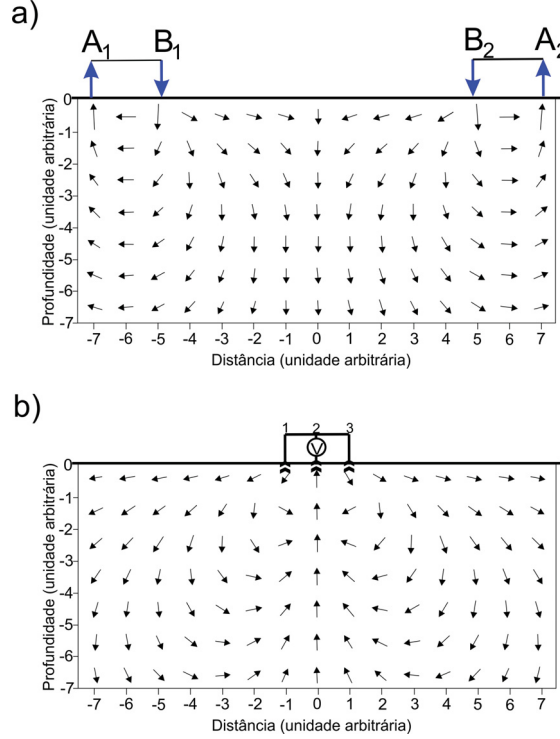 a)
A1 B1 B2 A2
0
-1
-2
-3
-4
-5
-6
-7
Profundidade (unidade arbitrária)
-7 -6 -5 -4 -3 -2 -1 0 1 2 3 4 5 6 7
Distância (unidade arbitrária)
b)
1 2 3
V
0
-1
-2
-3
-4
-5
-6
-7
Profundidade (unidade arbitrária)
-7 -6 -5 -4 -3 -2 -1 0 1 2 3 4 5 6 7
Distância (unidade arbitrária)